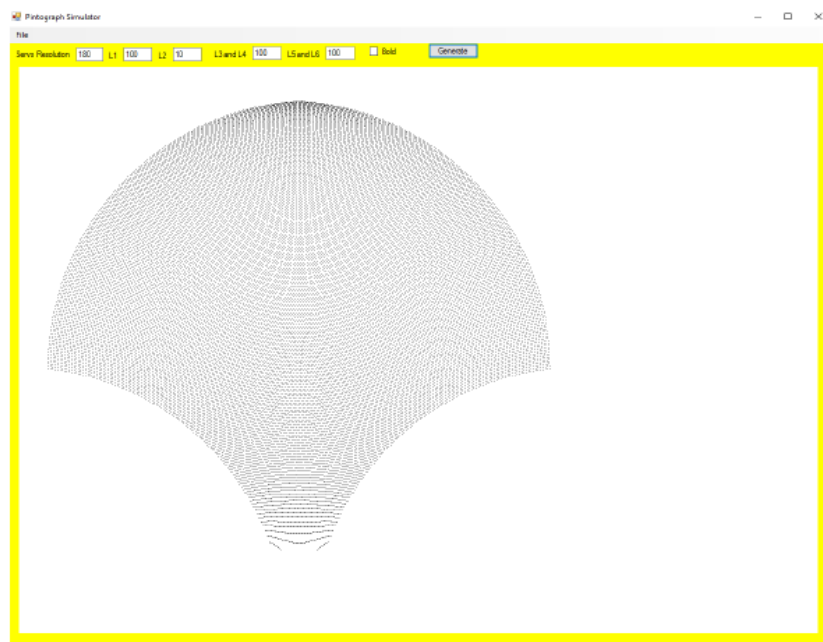 Pintograph Simulator
File
Servo Resolution 180 L1 100 L2 10 L3 and L4 100 L5 and L6 100 Bold Generate